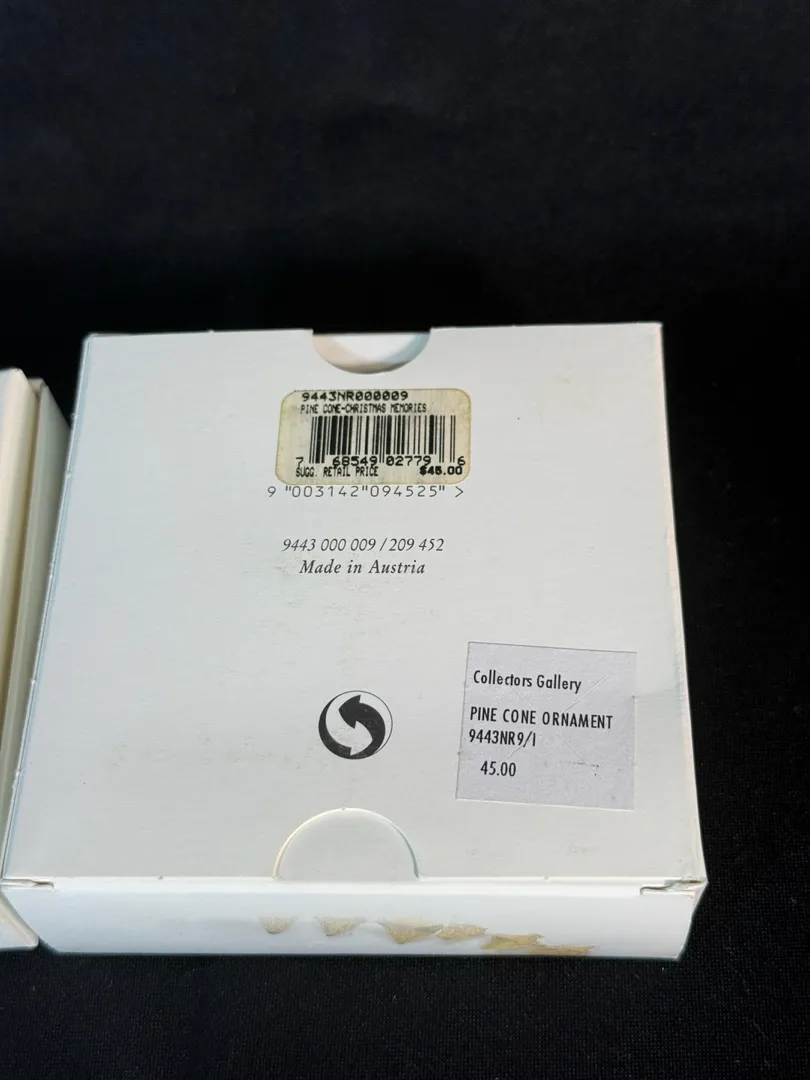 9443NR000009
PINE CONE-CHRISTMAS MEMORIES
7 68549 02779 6
SUGG. RETAIL PRICE $45.00
9 "003142"094525" >
9443 000 009 / 209 452
Made in Austria
Collectors Gallery
PINE CONE ORNAMENT
9443NR9/1
45.00